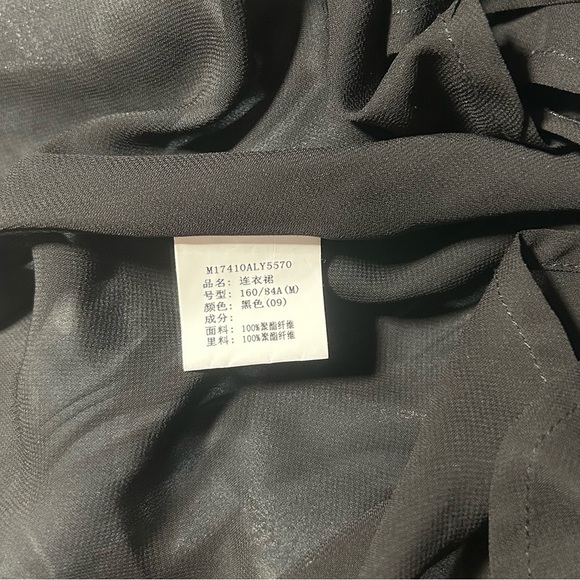 M17410ALY5570
品名: 连衣裙
号型: 160/84A(M)
颜色: 黑色(09)
成分:
面料: 100%聚酯纤维
里料: 100%聚酯纤维